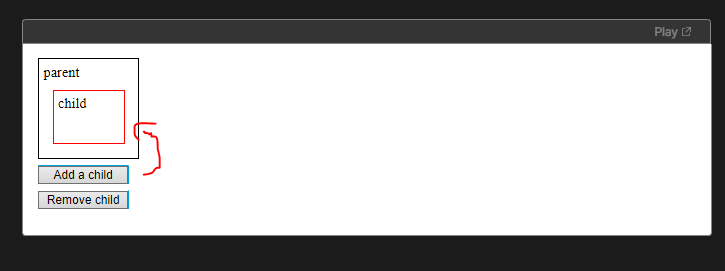 Play
parent
child
Add a child
Remove child